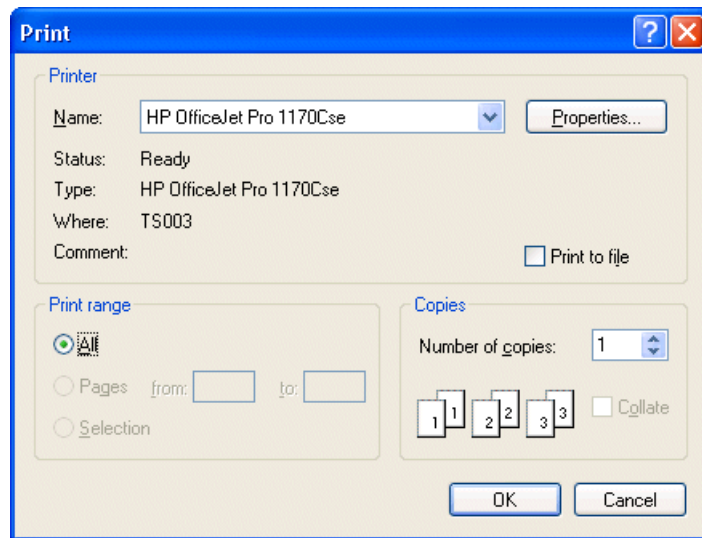 Print
Printer
Name: HP OfficeJet Pro 1170Cse Properties...
Status: Ready
Type: HP OfficeJet Pro 1170Cse
Where: TS003
Comment: Print to file
Print range
All
Pages from: to:
Selection
Copies
Number of copies: 1
1 1 2 2 3 3 Collate
OK Cancel